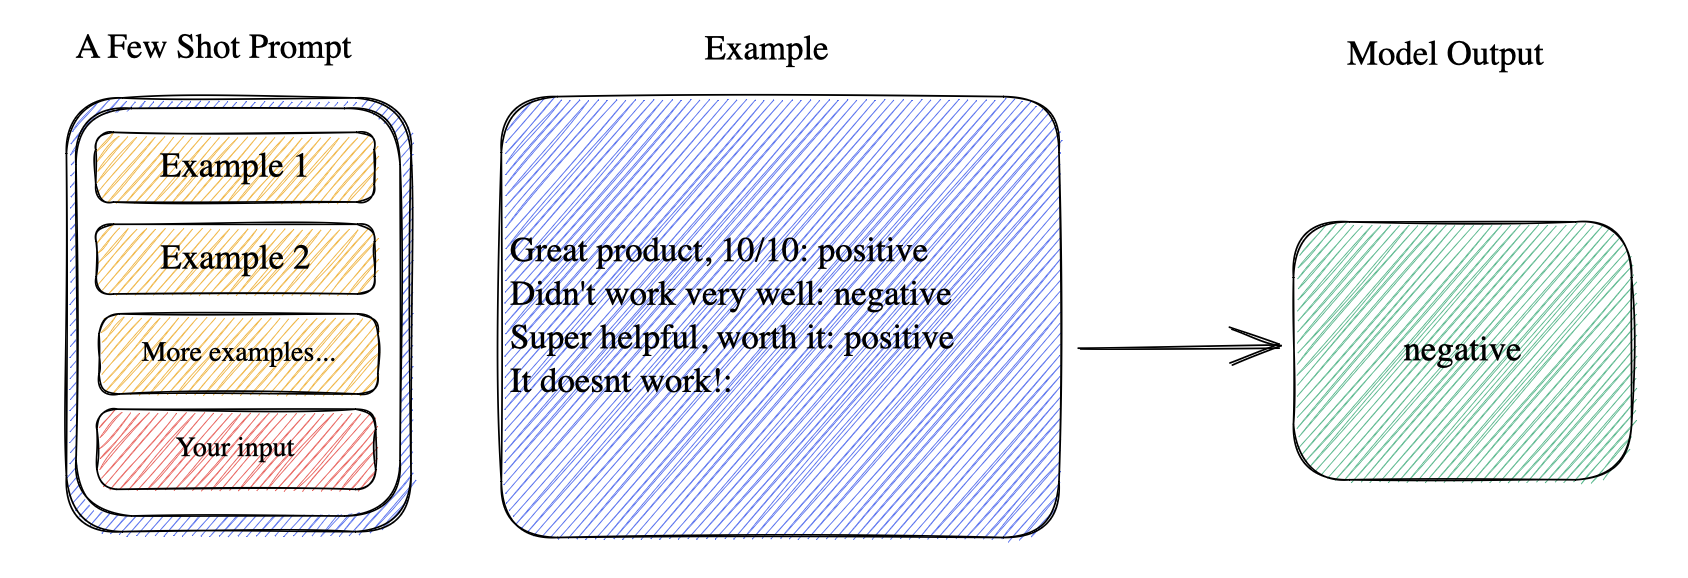 A Few Shot Prompt
Example 1
Example 2
More examples...
Your input
Example
Great product, 10/10: positive
Didn't work very well: negative
Super helpful, worth it: positive
It doesnt work!:
Model Output
negative